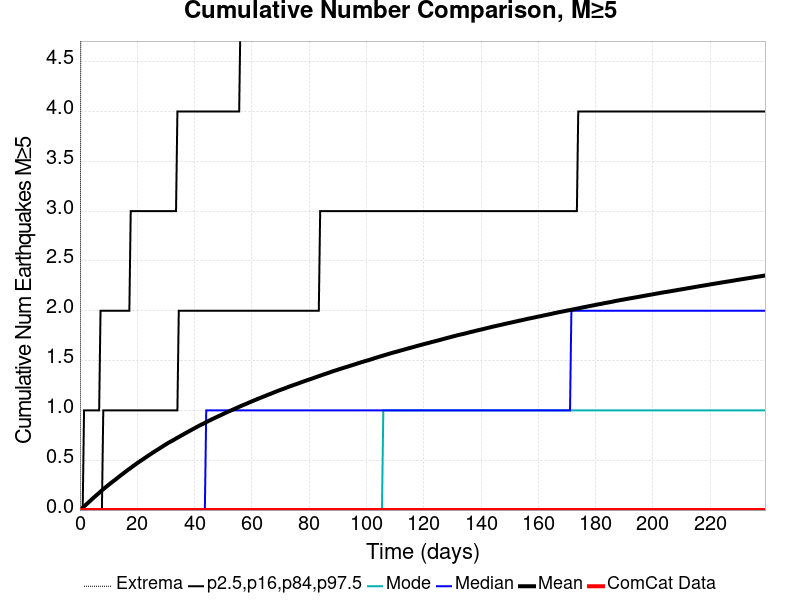 Cumulative Number Comparison, M≥5
Cumulative Num Earthquakes M≥5
4.5
4.0
3.5
3.0
2.5
2.0
1.5
1.0
0.5
0.0
0 20 40 60 80 100 120 140 160 180 200 220
Time (days)
Extrema p2.5,p16,p84,p97.5 Mode Median Mean ComCat Data